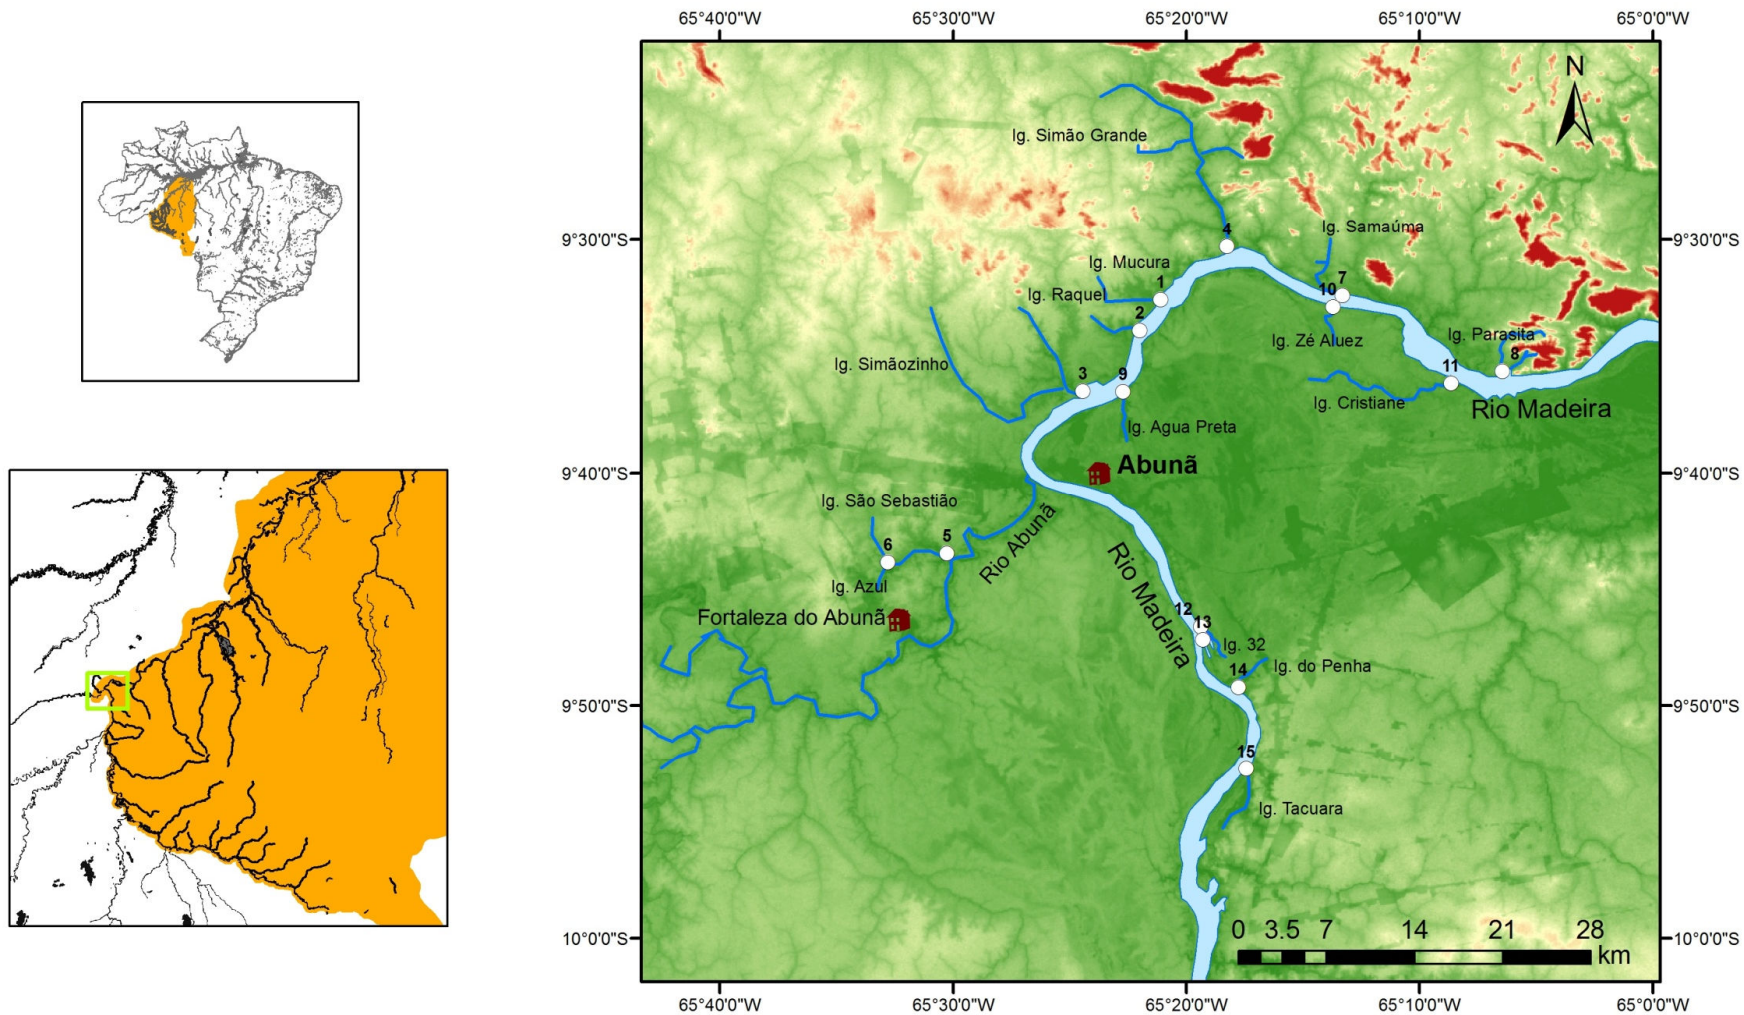 65°40'0"W 65°30'0"W 65°20'0"W 65°10'0"W 65°0'0"W
N
Ig. Simão Grande
Ig. Samaúma
4
9°30'0"S 9°30'0"S
Ig. Mucura
1
7
10
Ig. Raquel
2
Ig. Zé Aluez
Ig. Parasita
8
Ig. Simãozinho
3
9
11
Ig. Cristiane
Rio Madeira
Ig. Agua Preta
Abunã
9°40'0"S 9°40'0"S
Ig. São Sebastião
Rio Abunã
6
5
Ig. Azul
Rio Madeira
Fortaleza do Abunã
12
13
Ig. 32
14
Ig. do Penha
9°50'0"S 9°50'0"S
15
Ig. Tacuara
0 3.5 7 14 21 28
km
10°0'0"S 10°0'0"S
65°40'0"W 65°30'0"W 65°20'0"W 65°10'0"W 65°0'0"W